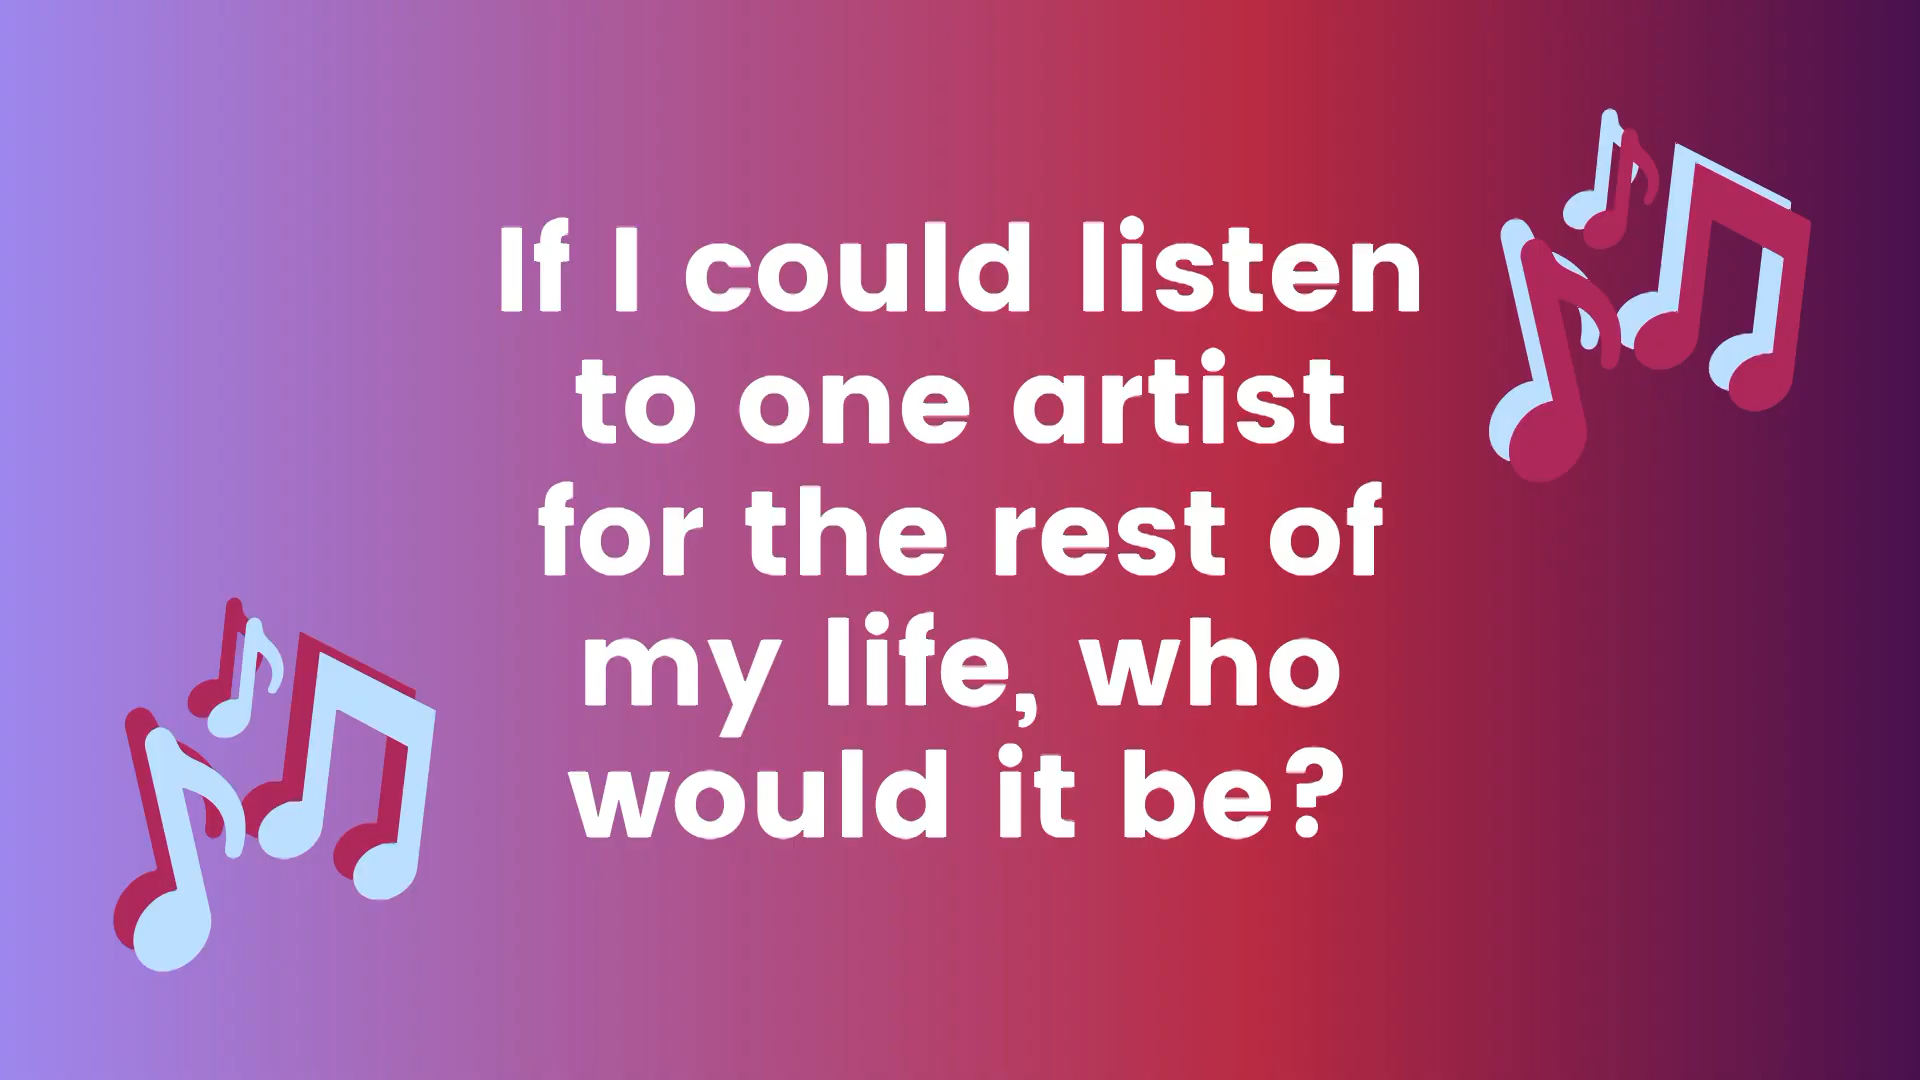 If I could listen
to one artist
for the rest of
my life, who
would it be?